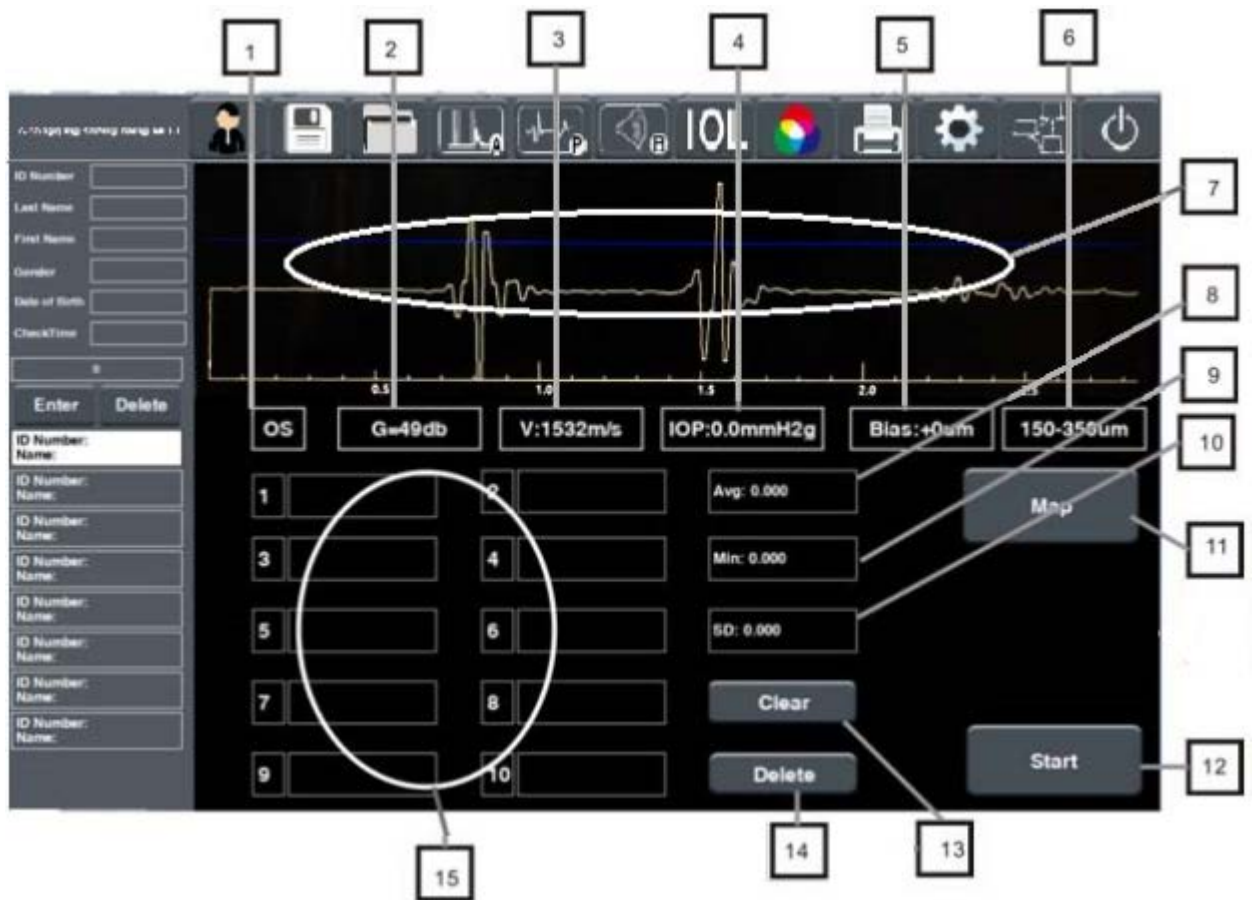 1 2 3 4 5 6
A P H IOL
ID Number
Last Name
7
First Name
Gender
Date of Birth
8
CheckTime
0.5 1.0 1.5 2.0 2.5
9
Enter Delete
OS G=49db V:1532m/s IOP:0.0mmH2g Bias:+0um 150-350um
10
ID Number:
Name:
ID Number:
Name:
1 2 Avg: 0.000 Map
ID Number:
Name:
11
ID Number:
Name:
3 4 Min: 0.000
ID Number:
Name:
5 6 SD: 0.000
ID Number:
Name:
ID Number:
Name:
7 8 Clear
ID Number:
Name:
9 10 Delete Start 12
14 13
15